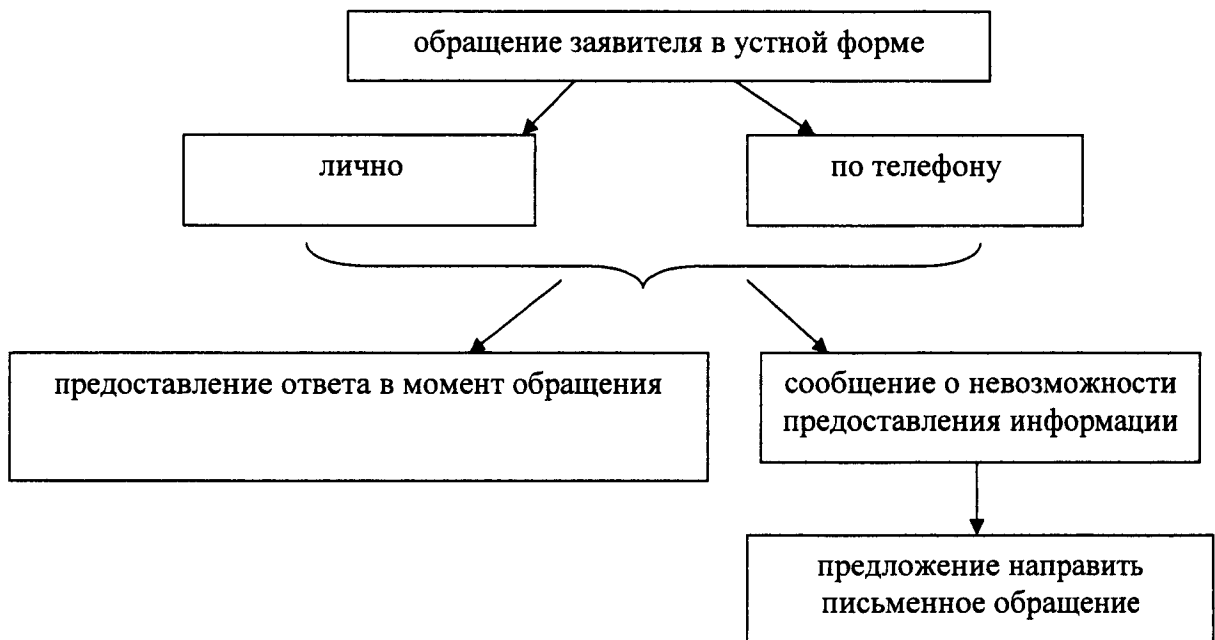 обращение заявителя в устной форме
лично
по телефону
предоставление ответа в момент обращения
сообщение о невозможности
предоставления информации
предложение направить
письменное обращение